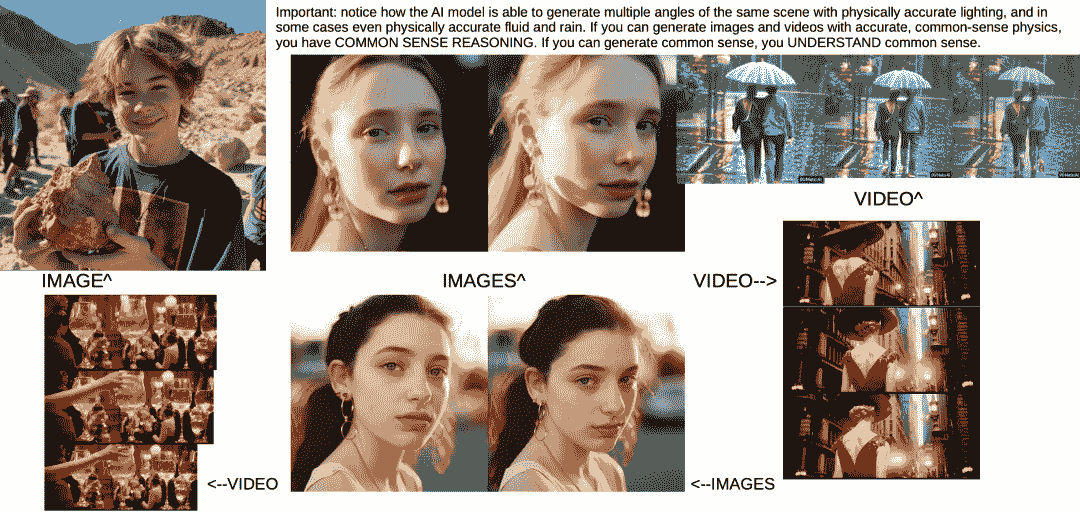 Important: notice how the AI model is able to generate multiple angles of the same scene with physically accurate lighting, and in
some cases even physically accurate fluid and rain. If you can generate images and videos with accurate, common-sense physics,
you have COMMON SENSE REASONING. If you can generate common sense, you UNDERSTAND common sense.
VIDEO^
IMAGE^
IMAGES^
VIDEO-->
<--VIDEO
<--IMAGES